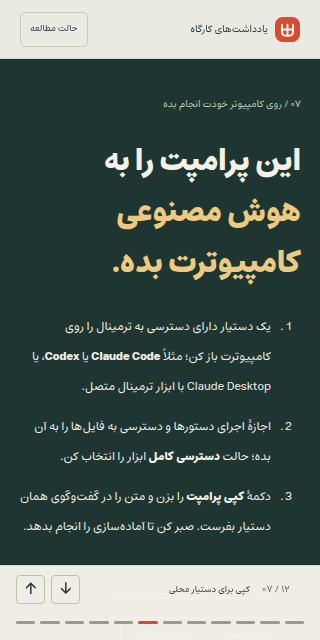 یادداشت‌های کارگاه
حالت مطالعه
۰۷ / روی کامپیوتر خودت انجام بده
این پرامپت را به
هوش مصنوعی
کامپیوترت بده.
1. یک دستیار دارای دسترسی به ترمینال را روی
کامپیوترت باز کن؛ مثلاً Claude Code یا Codex، یا
Claude Desktop با ابزار ترمینال متصل.
2. اجازهٔ اجرای دستورها و دسترسی به فایل‌ها را به آن
بده؛ حالت دسترسی کامل ابزار را انتخاب کن.
3. دکمهٔ کپی پرامپت را بزن و متن را در گفت‌وگوی همان
دستیار بفرست. صبر کن تا آماده‌سازی را انجام بدهد.
۰۷ / ۱۲
کپی برای دستیار محلی